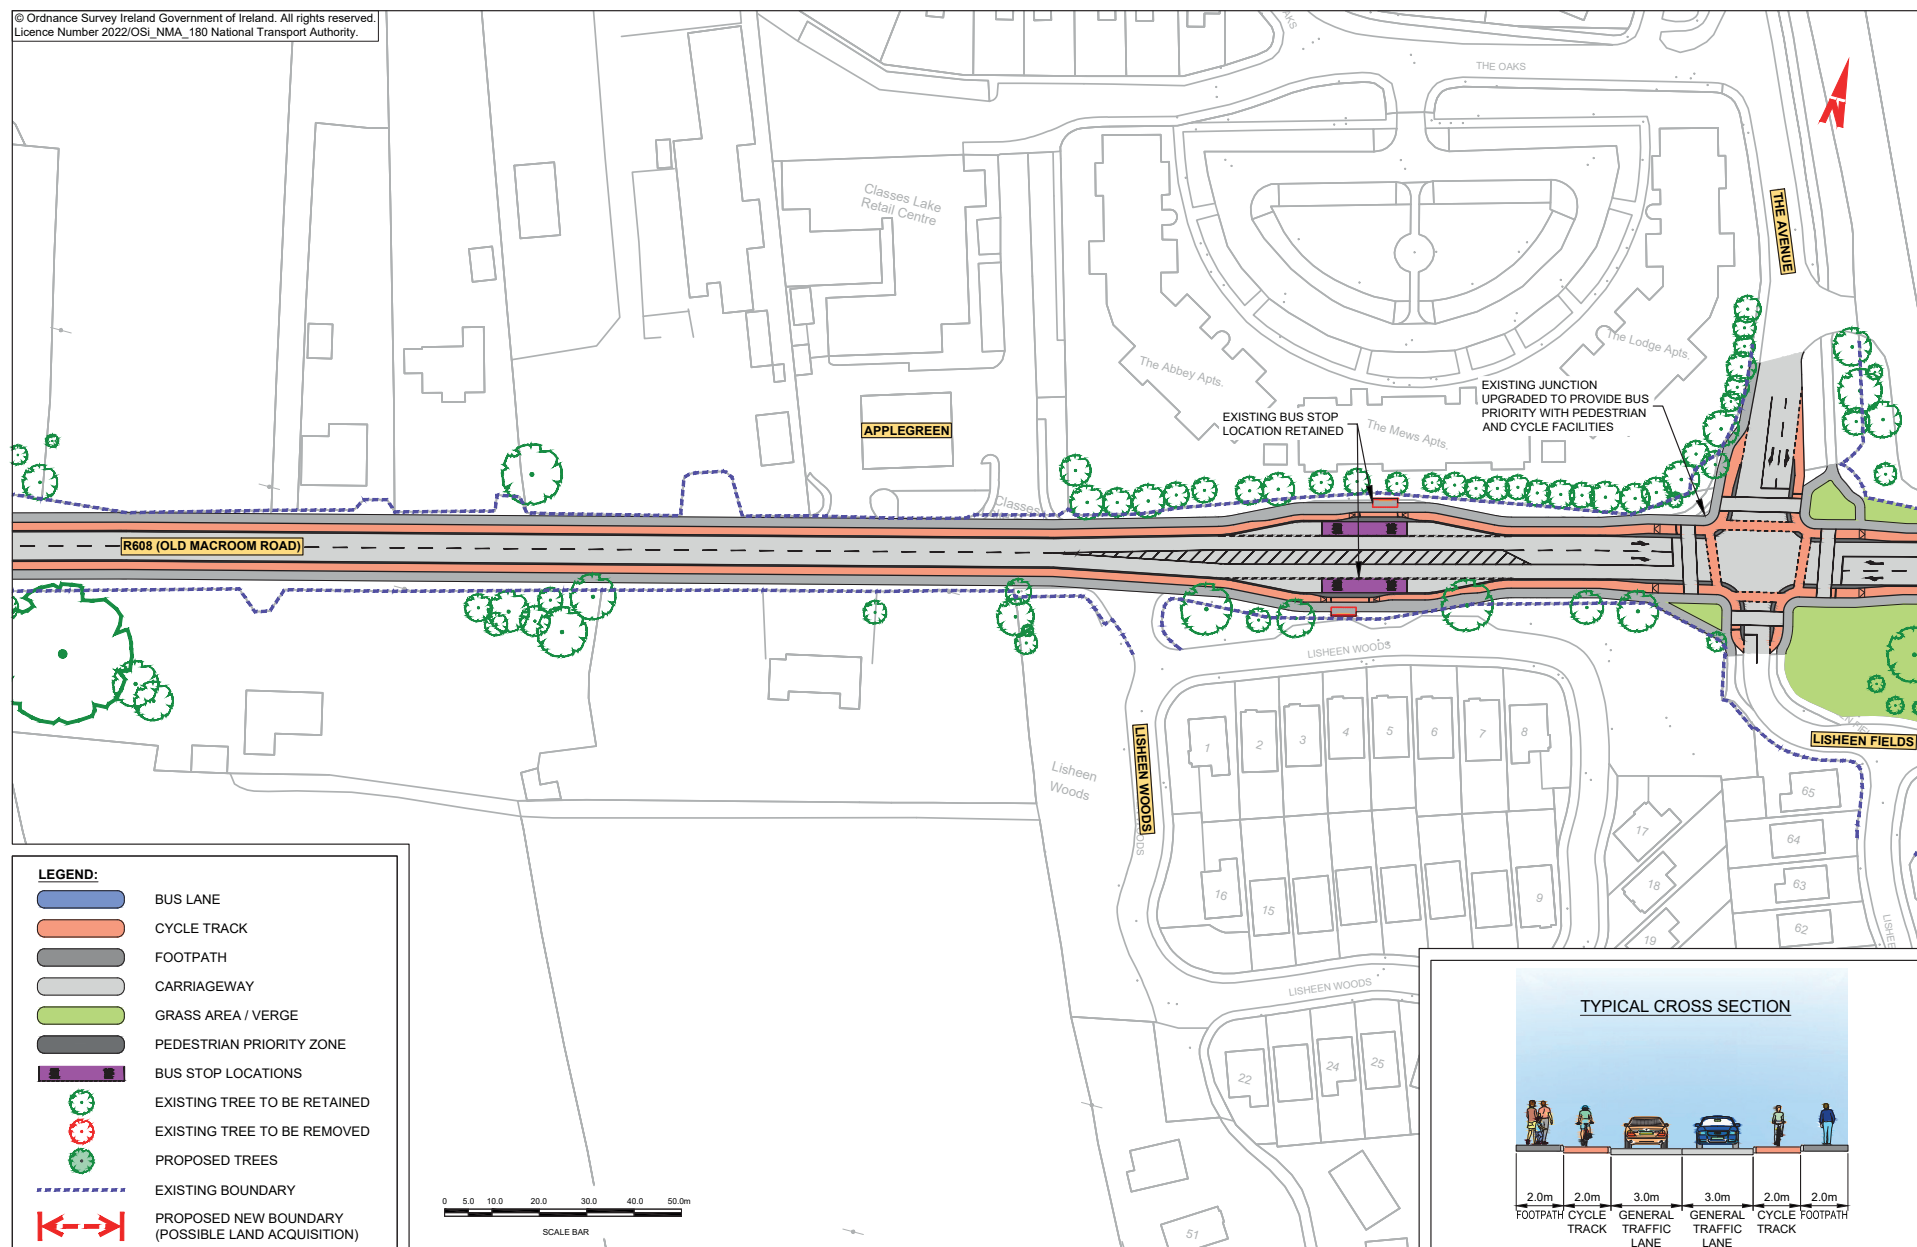 © Ordnance Survey Ireland Government of Ireland. All rights reserved.
Licence Number 2022/OSi_NMA_180 National Transport Authority.
OAKS
THE OAKS
N
THE AVENUE
Classes Lake
Retail Centre
The Abbey Apts.
The Lodge Apts.
The Mews Apts.
EXISTING JUNCTION
UPGRADED TO PROVIDE BUS
PRIORITY WITH PEDESTRIAN
AND CYCLE FACILITIES
EXISTING BUS STOP
LOCATION RETAINED
APPLEGREEN
Classes
R608 (OLD MACROOM ROAD)
LISHEEN WOODS
LISHEEN WOODS
LISHEEN FIELDS
Lisheen
Woods
1
2
3
4
5
6
7
8
16
15
9
17
18
19
65
64
63
62
LISHEEN WOODS
22
24
25
51
LEGEND:
BUS LANE
CYCLE TRACK
FOOTPATH
CARRIAGEWAY
GRASS AREA / VERGE
PEDESTRIAN PRIORITY ZONE
BUS STOP LOCATIONS
EXISTING TREE TO BE RETAINED
EXISTING TREE TO BE REMOVED
PROPOSED TREES
EXISTING BOUNDARY
PROPOSED NEW BOUNDARY
(POSSIBLE LAND ACQUISITION)
0 5.0 10.0 20.0 30.0 40.0 50.0m
SCALE BAR
TYPICAL CROSS SECTION
2.0m 2.0m 3.0m 3.0m 2.0m 2.0m
FOOTPATH CYCLE GENERAL GENERAL CYCLE FOOTPATH
TRACK TRAFFIC TRAFFIC TRACK
LANE LANE